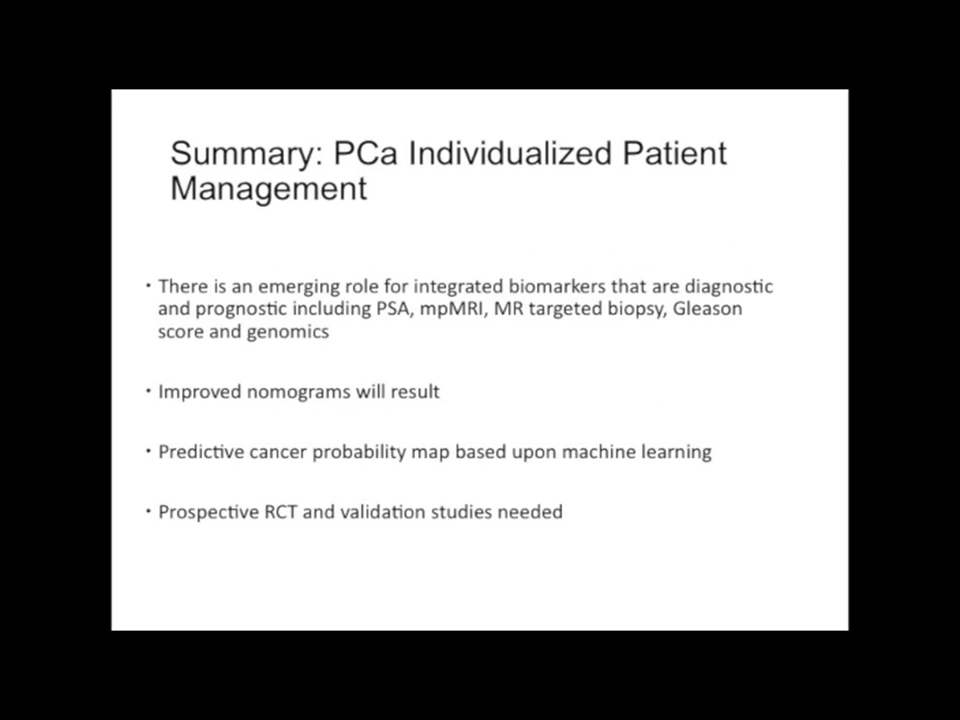 Summary: PCa Individualized Patient
Management
• There is an emerging role for integrated biomarkers that are diagnostic
and prognostic including PSA, mpMRI, MR targeted biopsy, Gleason
score and genomics
• Improved nomograms will result
• Predictive cancer probability map based upon machine learning
• Prospective RCT and validation studies needed